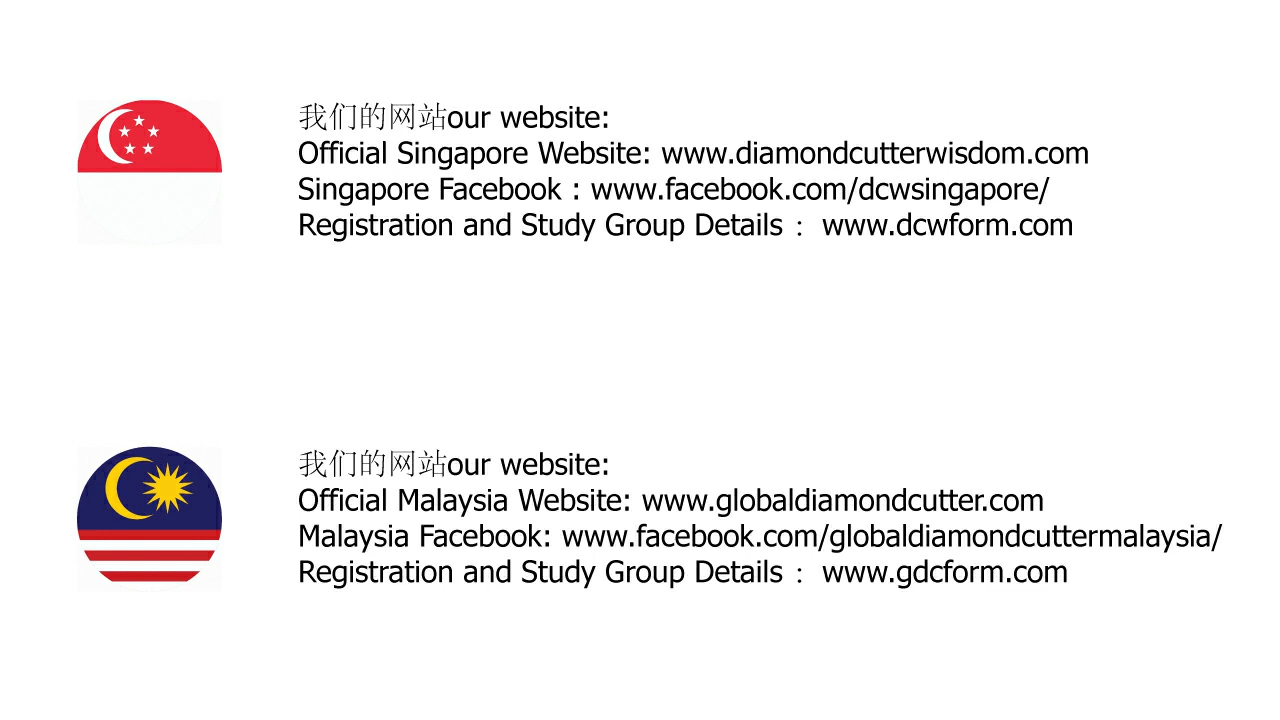 我们的网站our website:
Official Singapore Website: www.diamondcutterwisdom.com
Singapore Facebook : www.facebook.com/dcwsingapore/
Registration and Study Group Details ： www.dcwform.com
我们的网站our website:
Official Malaysia Website: www.globaldiamondcutter.com
Malaysia Facebook: www.facebook.com/globaldiamondcuttermalaysia/
Registration and Study Group Details ： www.gdcform.com